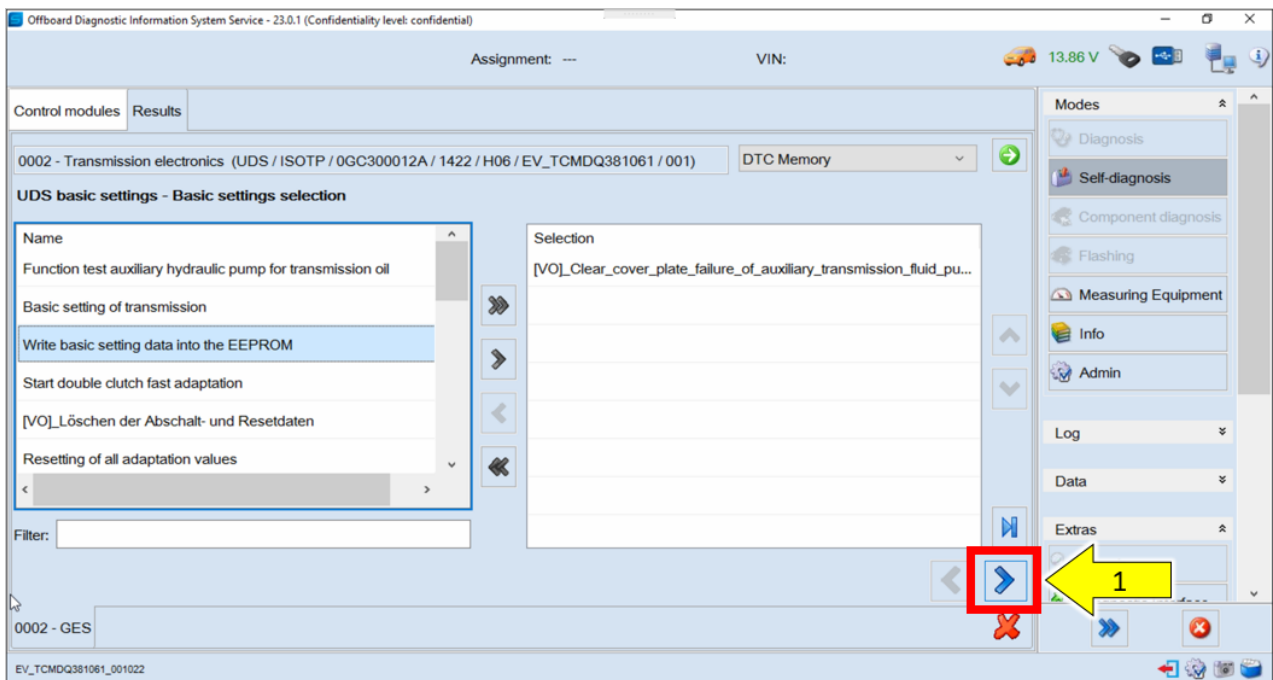 Offboard Diagnostic Information System Service - 23.0.1 (Confidentiality level: confidential)
Assignment: ---
VIN:
13.86 V
Control modules
Results
0002 - Transmission electronics (UDS / ISOTP / 0GC300012A / 1422 / H06 / EV_TCMDQ381061 / 001)
DTC Memory
UDS basic settings - Basic settings selection
Name
Function test auxiliary hydraulic pump for transmission oil
Basic setting of transmission
Write basic setting data into the EEPROM
Start double clutch fast adaptation
[VO]_Löschen der Abschalt- und Resetdaten
Resetting of all adaptation values
Filter:
Selection
[VO]_Clear_cover_plate_failure_of_auxiliary_transmission_fluid_pu...
1
0002 - GES
EV_TCMDQ381061_001022
Modes
Diagnosis
Self-diagnosis
Component diagnosis
Flashing
Measuring Equipment
Info
Admin
Log
Data
Extras